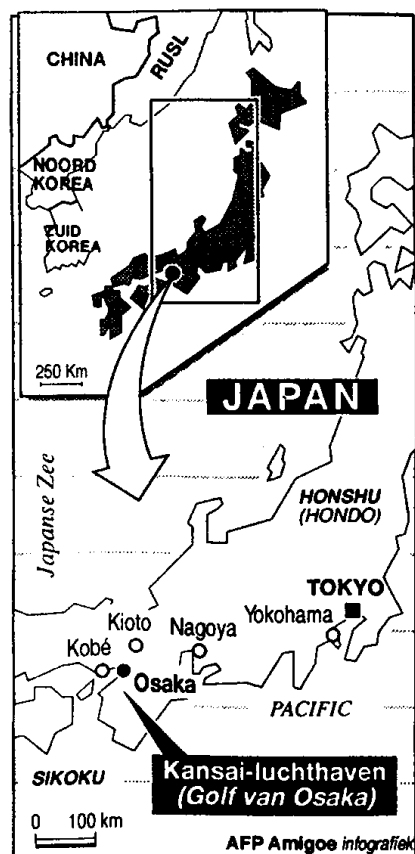 CHINA
RUSL
NOORD
KOREA
ZUID
KOREA
250 Km
JAPAN
Japanse Zee
HONSHU
(HONDO)
TOKYO
Yokohama
Kioto
Nagoya
Kobé
Osaka
PACIFIC
Kansai-luchthaven
(Golf van Osaka)
SIKOKU
0 100 km
AFP Amigoe infografiek